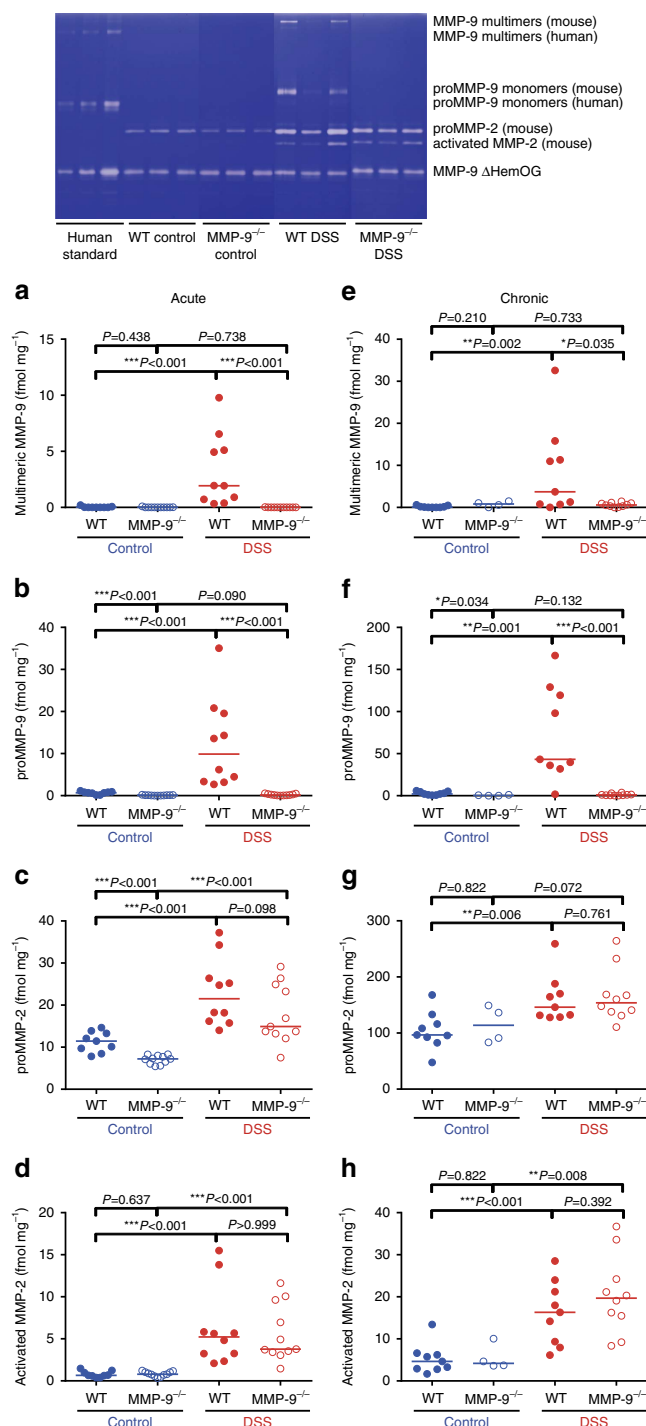 MMP-9 multimers (mouse)
MMP-9 multimers (human)
proMMP-9 monomers (mouse)
proMMP-9 monomers (human)
proMMP-2 (mouse)
activated MMP-2 (mouse)
MMP-9 ΔHemOG
Human standard
WT control
MMP-9⁻/⁻ control
WT DSS
MMP-9⁻/⁻ DSS
a
Acute
P=0.438
P=0.738
***P<0.001
***P<0.001
Multimeric MMP-9 (fmol mg⁻¹)
15
10
5
0
WT
MMP-9⁻/⁻
WT
MMP-9⁻/⁻
Control
DSS
e
Chronic
P=0.210
P=0.733
**P=0.002
*P=0.035
Multimeric MMP-9 (fmol mg⁻¹)
40
30
20
10
0
WT
MMP-9⁻/⁻
WT
MMP-9⁻/⁻
Control
DSS
b
***P<0.001
P=0.090
***P<0.001
***P<0.001
proMMP-9 (fmol mg⁻¹)
40
30
20
10
0
WT
MMP-9⁻/⁻
WT
MMP-9⁻/⁻
Control
DSS
f
*P=0.034
P=0.132
**P=0.001
***P<0.001
proMMP-9 (fmol mg⁻¹)
200
150
100
50
0
WT
MMP-9⁻/⁻
WT
MMP-9⁻/⁻
Control
DSS
c
***P<0.001
***P<0.001
***P<0.001
P=0.098
proMMP-2 (fmol mg⁻¹)
40
30
20
10
0
WT
MMP-9⁻/⁻
WT
MMP-9⁻/⁻
Control
DSS
g
P=0.822
P=0.072
**P=0.006
P=0.761
proMMP-2 (fmol mg⁻¹)
300
200
100
0
WT
MMP-9⁻/⁻
WT
MMP-9⁻/⁻
Control
DSS
d
P=0.637
***P<0.001
***P<0.001
P>0.999
Activated MMP-2 (fmol mg⁻¹)
20
15
10
5
0
WT
MMP-9⁻/⁻
WT
MMP-9⁻/⁻
Control
DSS
h
P=0.822
**P=0.008
***P<0.001
P=0.392
Activated MMP-2 (fmol mg⁻¹)
40
30
20
10
0
WT
MMP-9⁻/⁻
WT
MMP-9⁻/⁻
Control
DSS